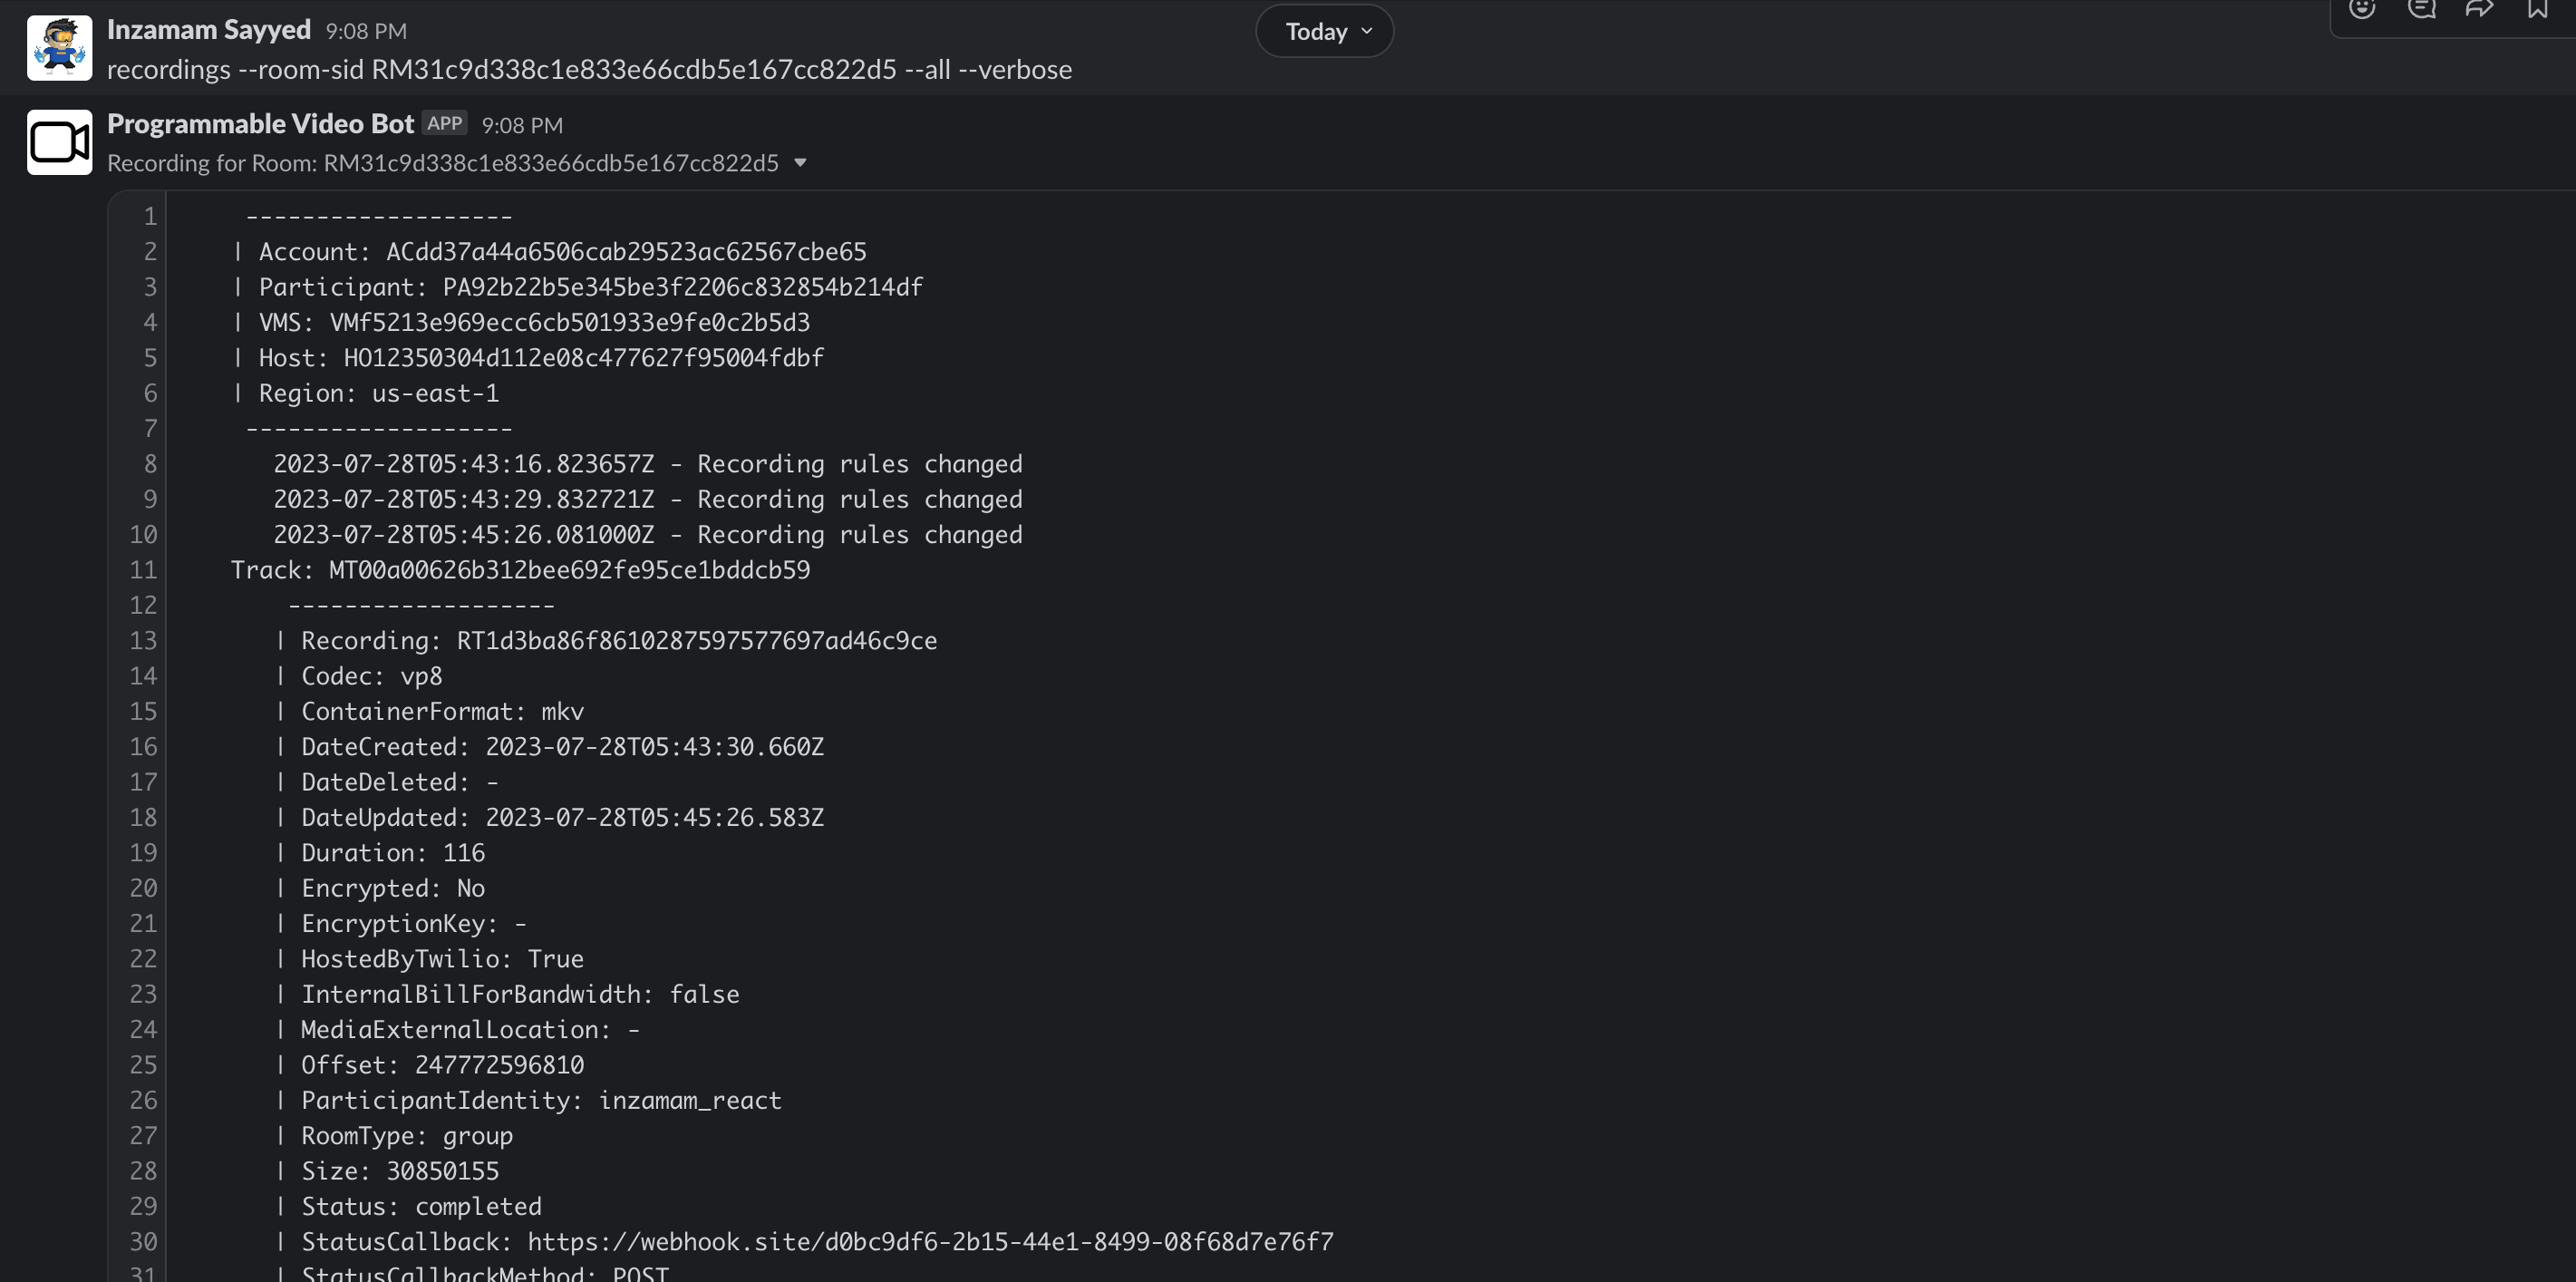 Inzamam Sayyed 9:08 PM
Today
recordings --room-sid RM31c9d338c1e833e66cdb5e167cc822d5 --all --verbose
Programmable Video Bot APP 9:08 PM
Recording for Room: RM31c9d338c1e833e66cdb5e167cc822d5
1 -------------------
2 | Account: ACdd37a44a6506cab29523ac62567cbe65
3 | Participant: PA92b22b5e345be3f2206c832854b214df
4 | VMS: VMf5213e969ecc6cb501933e9fe0c2b5d3
5 | Host: HO12350304d112e08c477627f95004fdbf
6 | Region: us-east-1
7 -------------------
8 2023-07-28T05:43:16.823657Z - Recording rules changed
9 2023-07-28T05:43:29.832721Z - Recording rules changed
10 2023-07-28T05:45:26.081000Z - Recording rules changed
11 Track: MT00a00626b312bee692fe95ce1bddcb59
12 -------------------
13 | Recording: RT1d3ba86f8610287597577697ad46c9ce
14 | Codec: vp8
15 | ContainerFormat: mkv
16 | DateCreated: 2023-07-28T05:43:30.660Z
17 | DateDeleted: -
18 | DateUpdated: 2023-07-28T05:45:26.583Z
19 | Duration: 116
20 | Encrypted: No
21 | EncryptionKey: -
22 | HostedByTwilio: True
23 | InternalBillForBandwidth: false
24 | MediaExternalLocation: -
25 | Offset: 247772596810
26 | ParticipantIdentity: inzamam_react
27 | RoomType: group
28 | Size: 30850155
29 | Status: completed
30 | StatusCallback: https://webhook.site/d0bc9df6-2b15-44e1-8499-08f68d7e76f7
31 | StatusCallbackMethod: POST